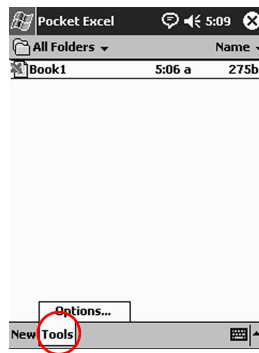 Pocket Excel 5:09
All Folders Name
Book1 5:06 a 275b
Options...
New Tools